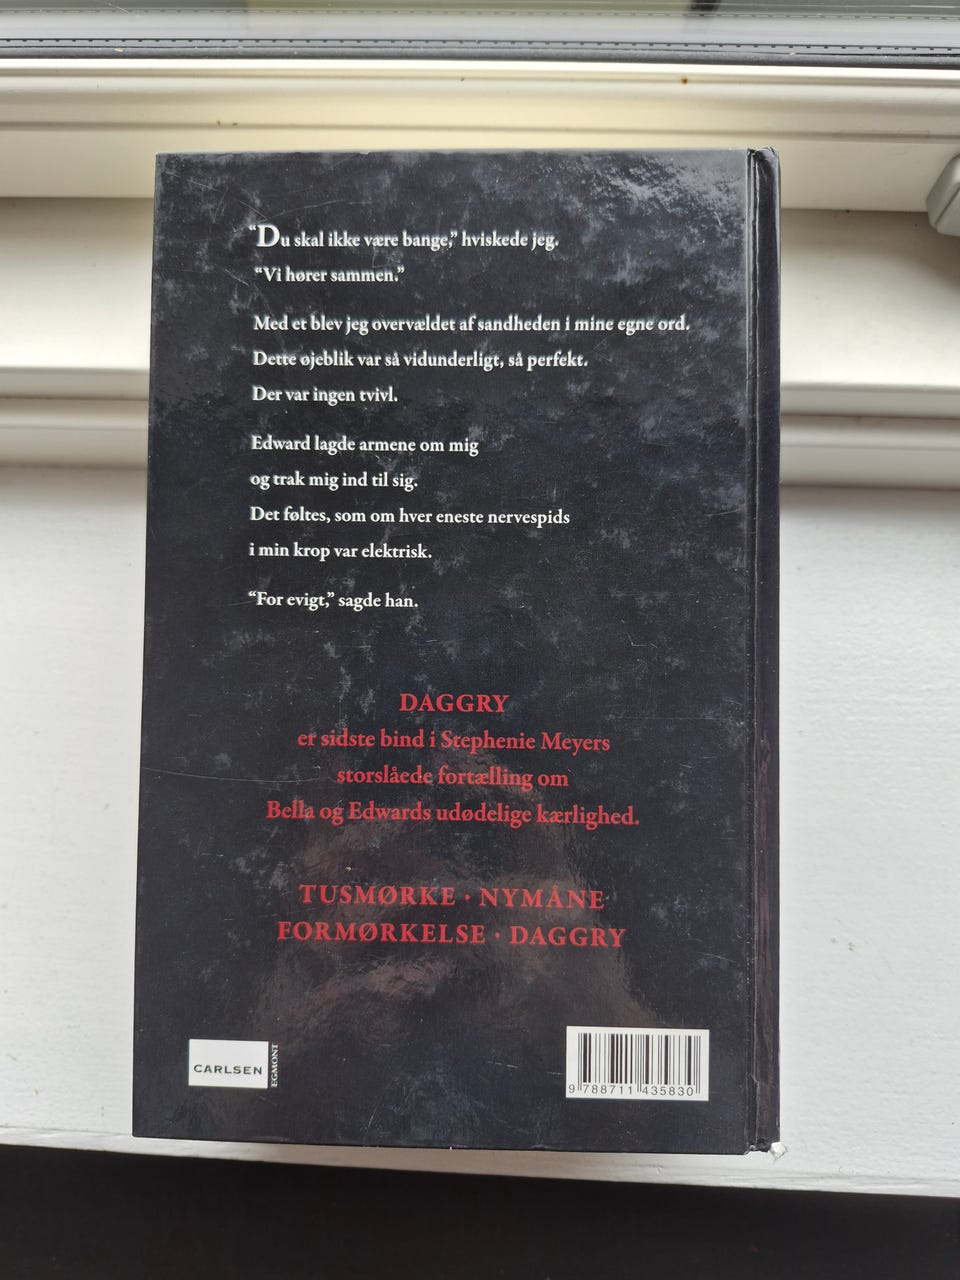 “Du skal ikke være bange,” hviskede jeg.
“Vi hører sammen.”
Med et blev jeg overvældet af sandheden i mine egne ord.
Dette øjeblik var så vidunderligt, så perfekt.
Der var ingen tvivl.
Edward lagde armene om mig
og trak mig ind til sig.
Det føltes, som om hver eneste nervespids
i min krop var elektrisk.
“For evigt,” sagde han.
DAGGRY
er sidste bind i Stephenie Meyers
storslåede fortælling om
Bella og Edwards udødelige kærlighed.
TUSMØRKE · NYMÅNE
FORMØRKELSE · DAGGRY
CARLSEN
EGMONT
9 788711 435830